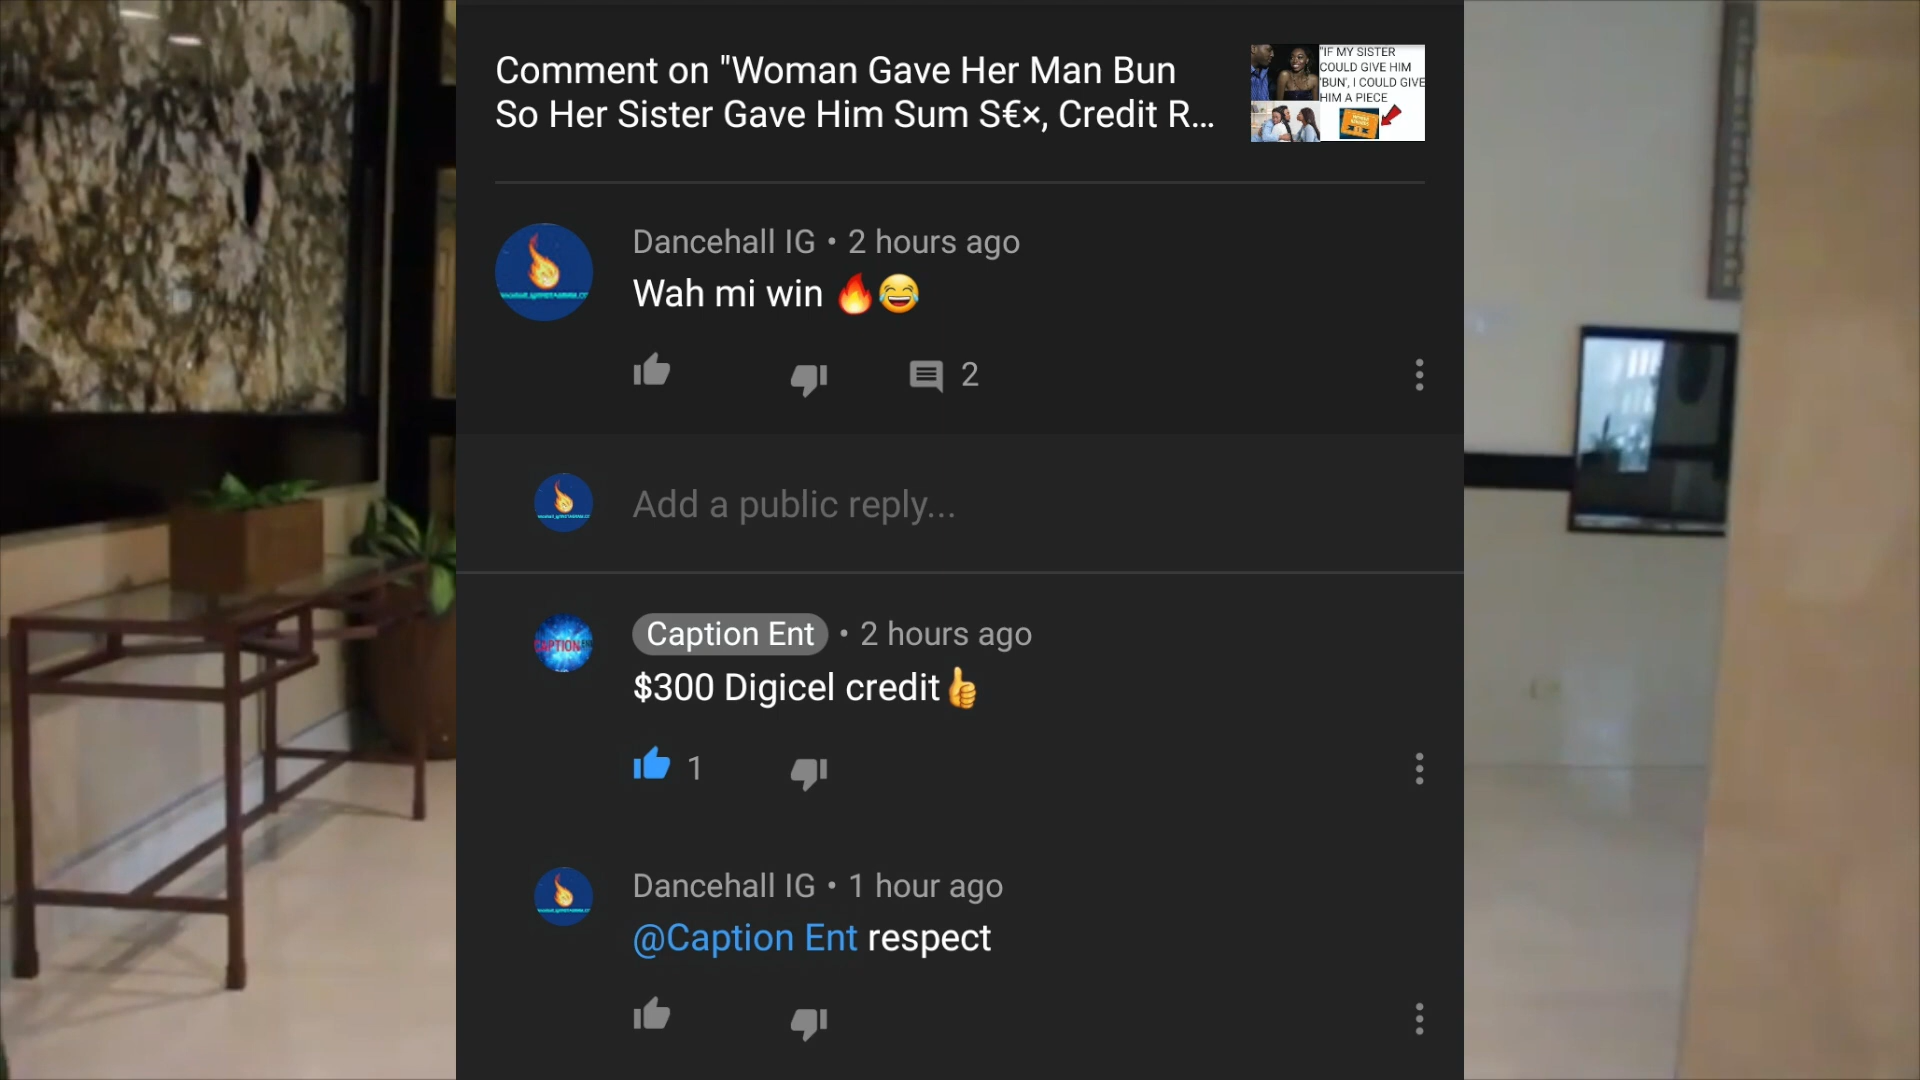 Comment on "Woman Gave Her Man Bun
So Her Sister Gave Him Sum S€×, Credit R...
"IF MY SISTER
COULD GIVE HIM
'BUN', I COULD GIVE
HIM A PIECE
Dancehall IG • 2 hours ago
Wah mi win 🔥😂
2
Add a public reply...
CAPTION ENT
Caption Ent • 2 hours ago
$300 Digicel credit👍
1
Dancehall IG • 1 hour ago
@Caption Ent respect